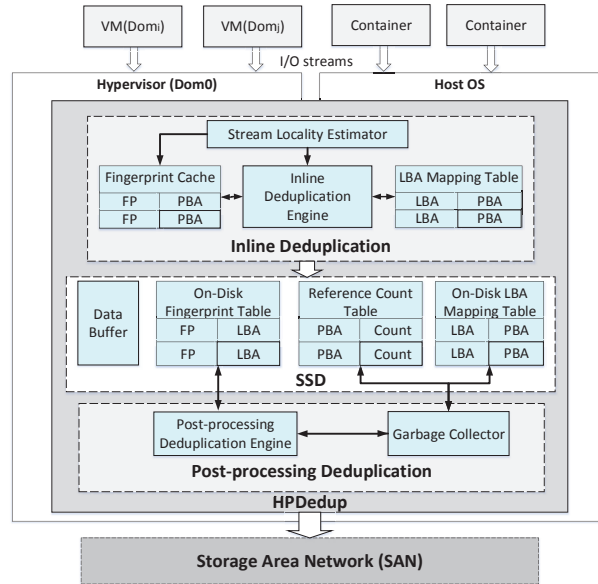 VM(Domi) VM(Domj) Container Container
I/O streams
Hypervisor (Dom0) Host OS
Stream Locality Estimator
Fingerprint Cache
FP PBA
FP PBA
Inline
Deduplication
Engine
LBA Mapping Table
LBA PBA
LBA PBA
Inline Deduplication
Data
Buffer
On-Disk
Fingerprint Table
FP LBA
FP LBA
Reference Count
Table
PBA Count
PBA Count
On-Disk LBA
Mapping Table
LBA PBA
LBA PBA
SSD
Post-processing
Deduplication Engine
Garbage Collector
Post-processing Deduplication
HPDedup
Storage Area Network (SAN)